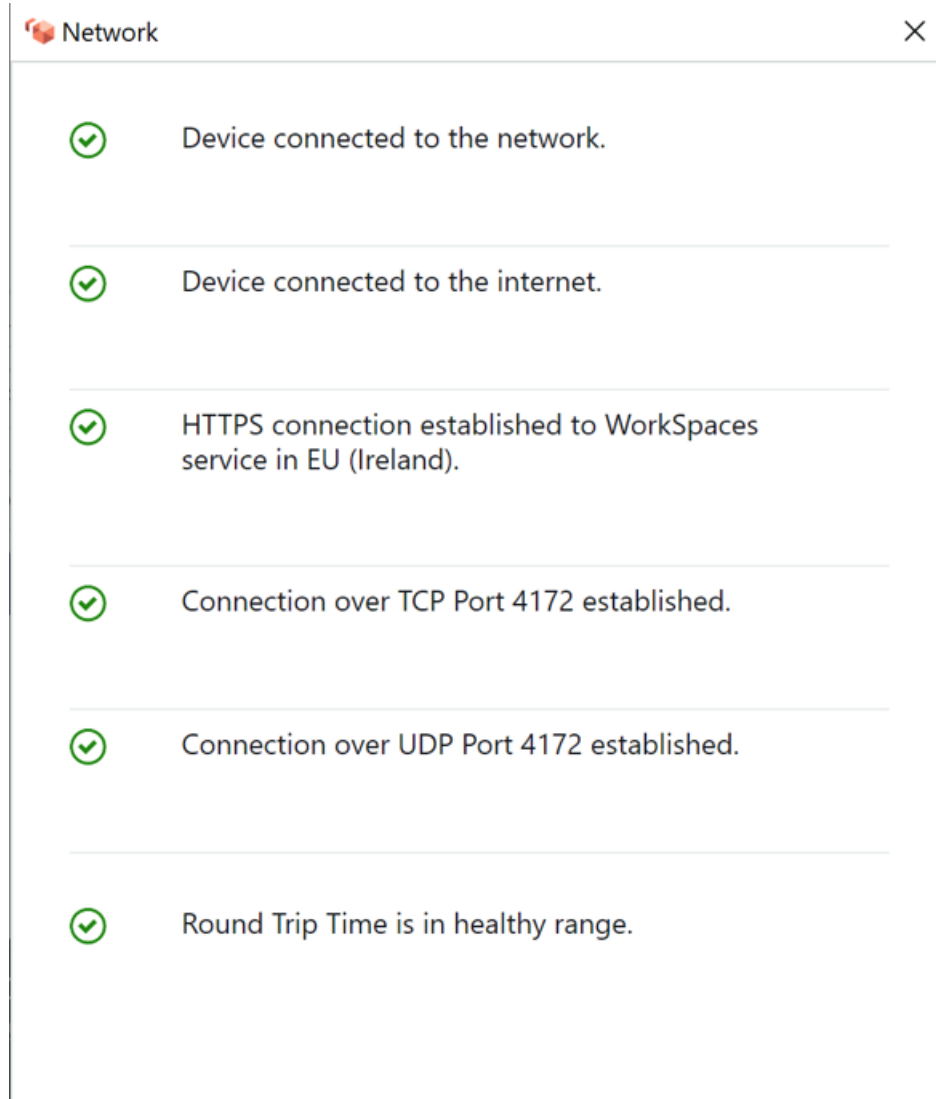 Network
Device connected to the network.
Device connected to the internet.
HTTPS connection established to WorkSpaces
service in EU (Ireland).
Connection over TCP Port 4172 established.
Connection over UDP Port 4172 established.
Round Trip Time is in healthy range.